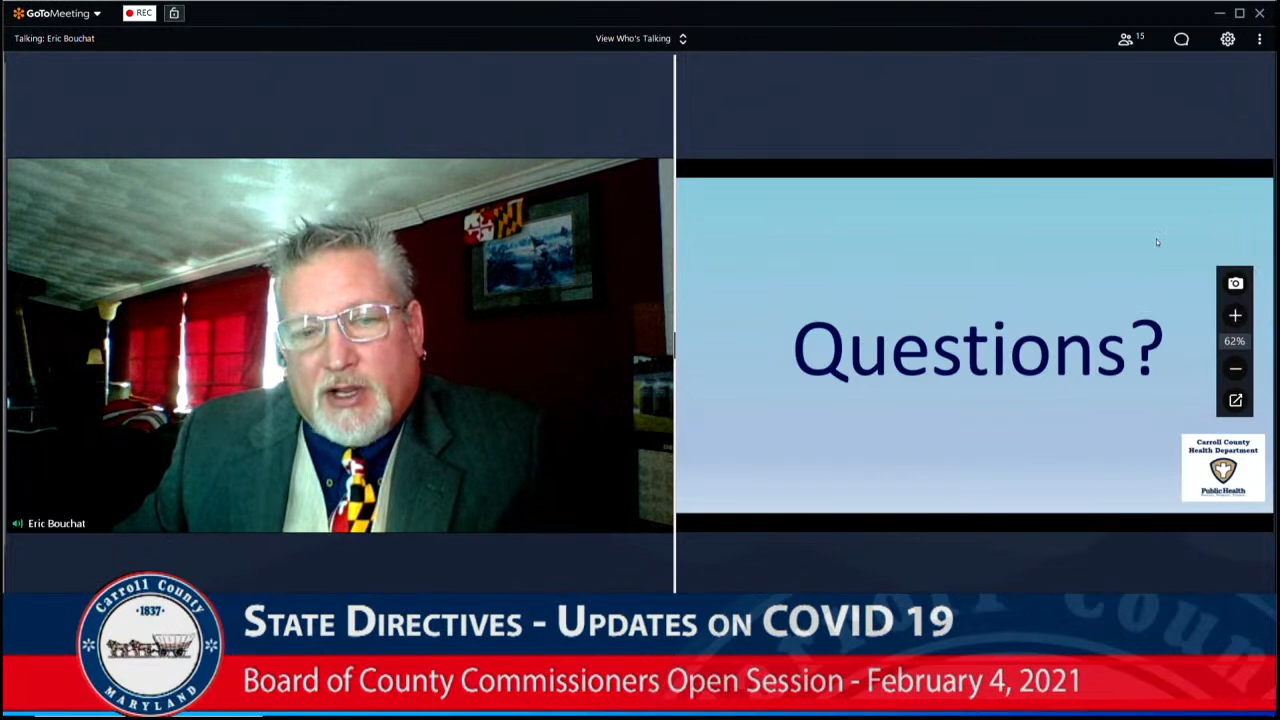 GoToMeeting
REC
Talking: Eric Bouchat
View Who's Talking
15
Questions?
62%
Carroll County
Health Department
Public Health
Eric Bouchat
Carroll County
1837
MARYLAND
STATE DIRECTIVES - UPDATES ON COVID 19
Board of County Commissioners Open Session - February 4, 2021